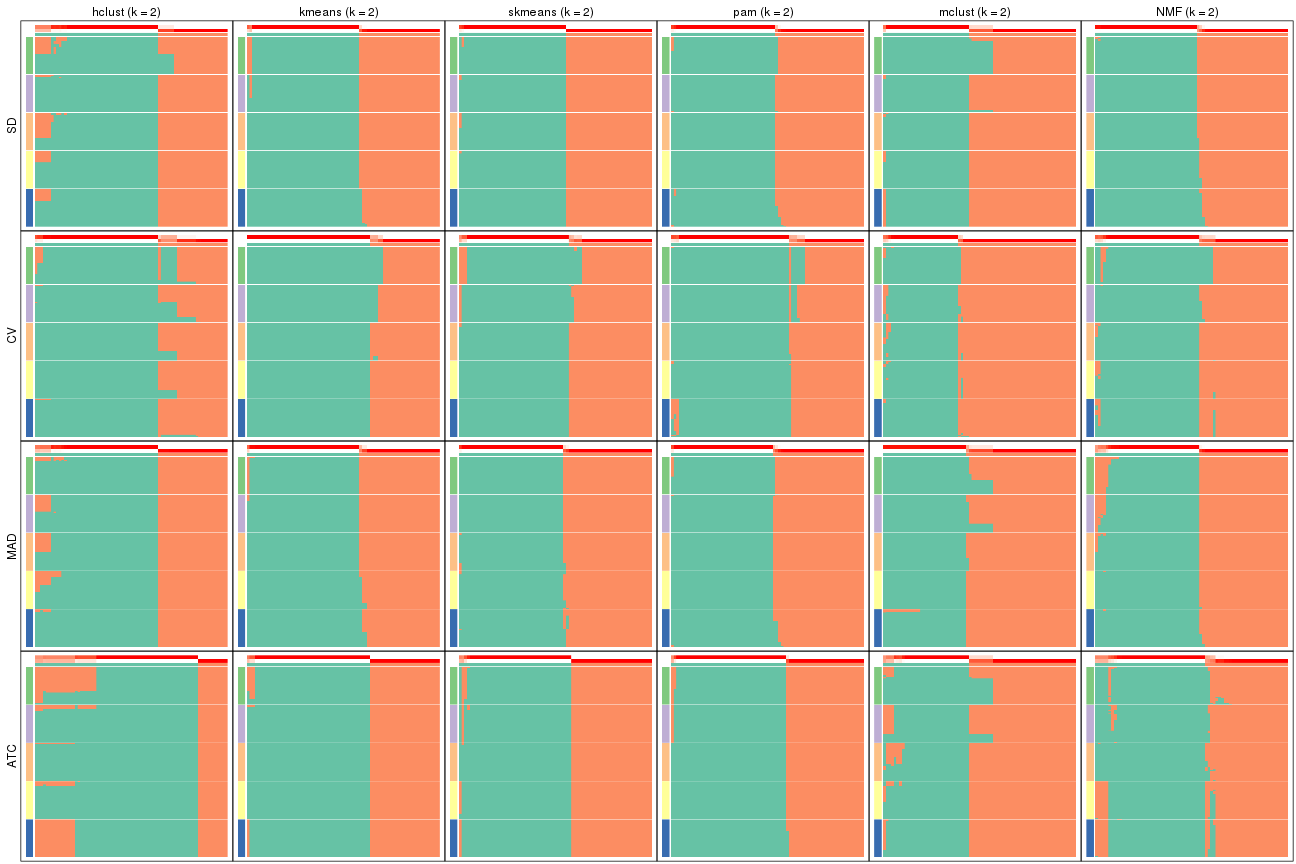 hclust (k = 2) kmeans (k = 2) skmeans (k = 2) pam (k = 2) mclust (k = 2) NMF (k = 2)
SD
CV
MAD
ATC